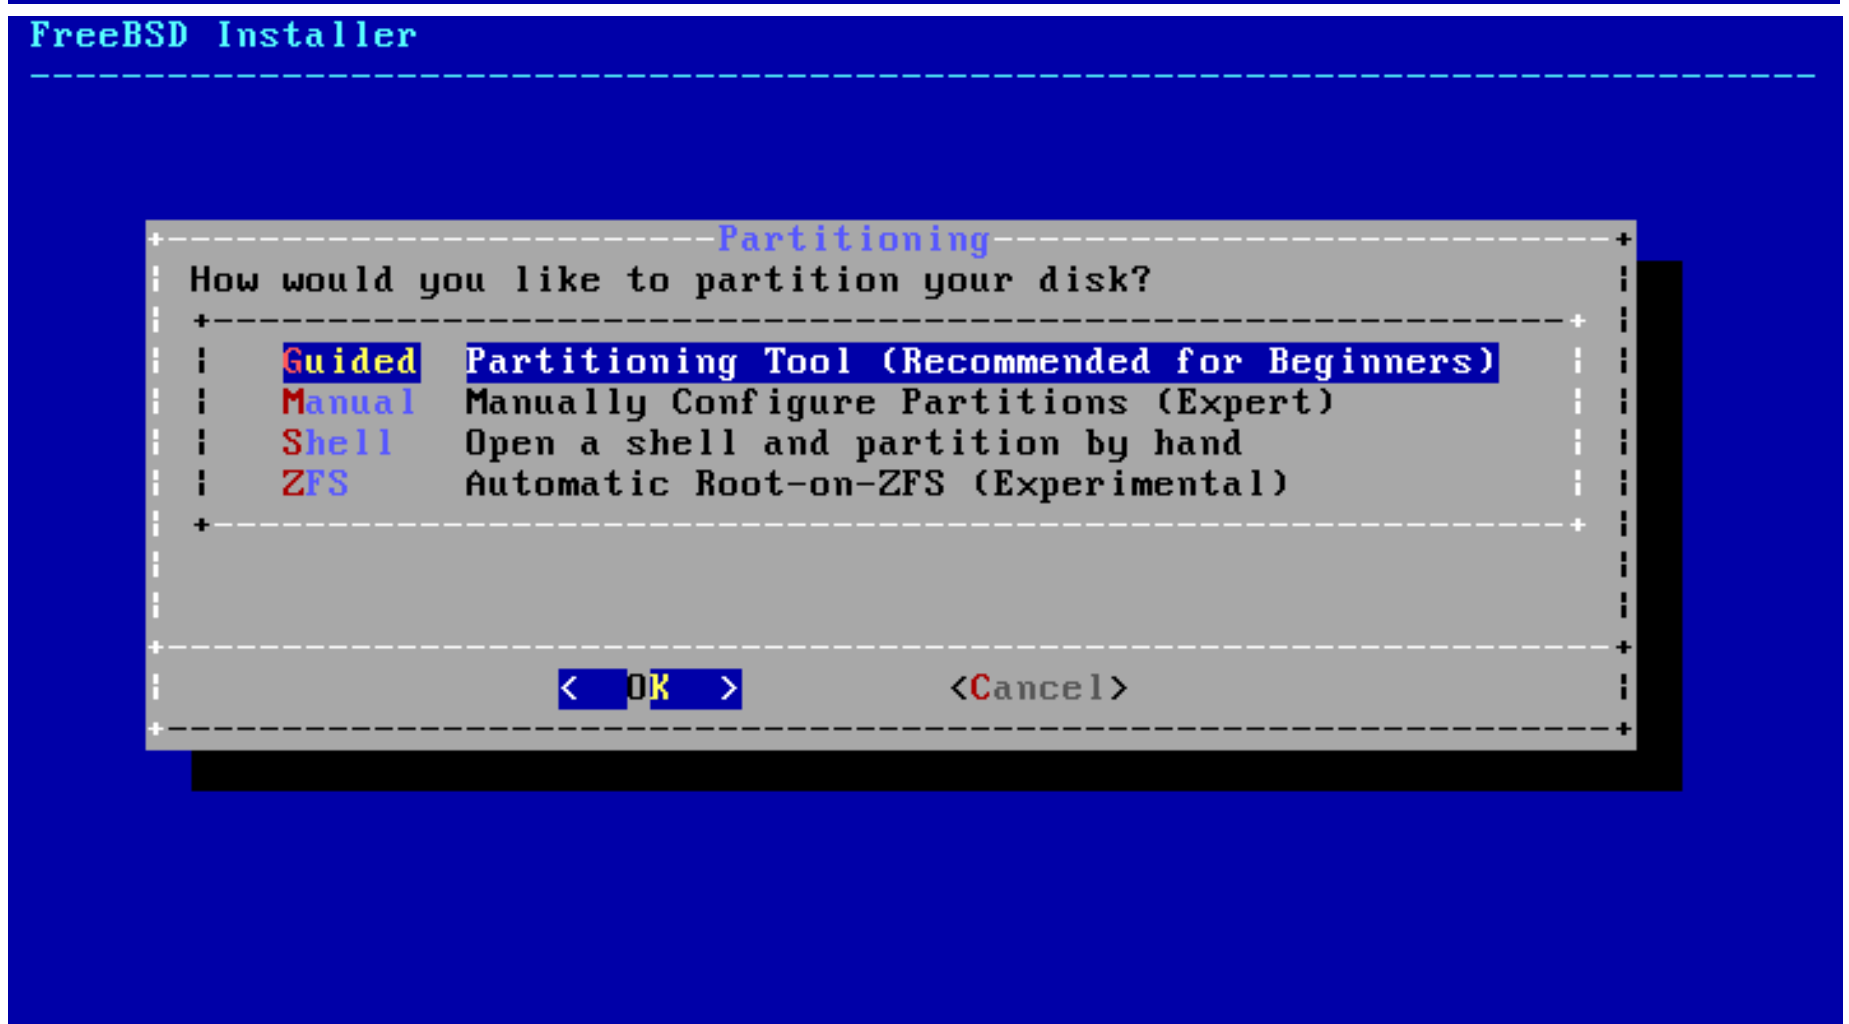 FreeBSD Installer
Partitioning
How would you like to partition your disk?
Guided Partitioning Tool (Recommended for Beginners)
Manual Manually Configure Partitions (Expert)
Shell Open a shell and partition by hand
ZFS Automatic Root-on-ZFS (Experimental)
< OK > <Cancel>